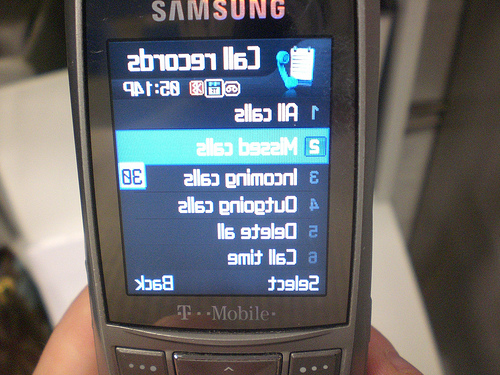 SAMSUNG
Call records
05:14P
1 All calls
2 Missed calls
3 Incoming calls 30
4 Outgoing calls
5 Delete all
6 Call time
Select Back
T··Mobile·